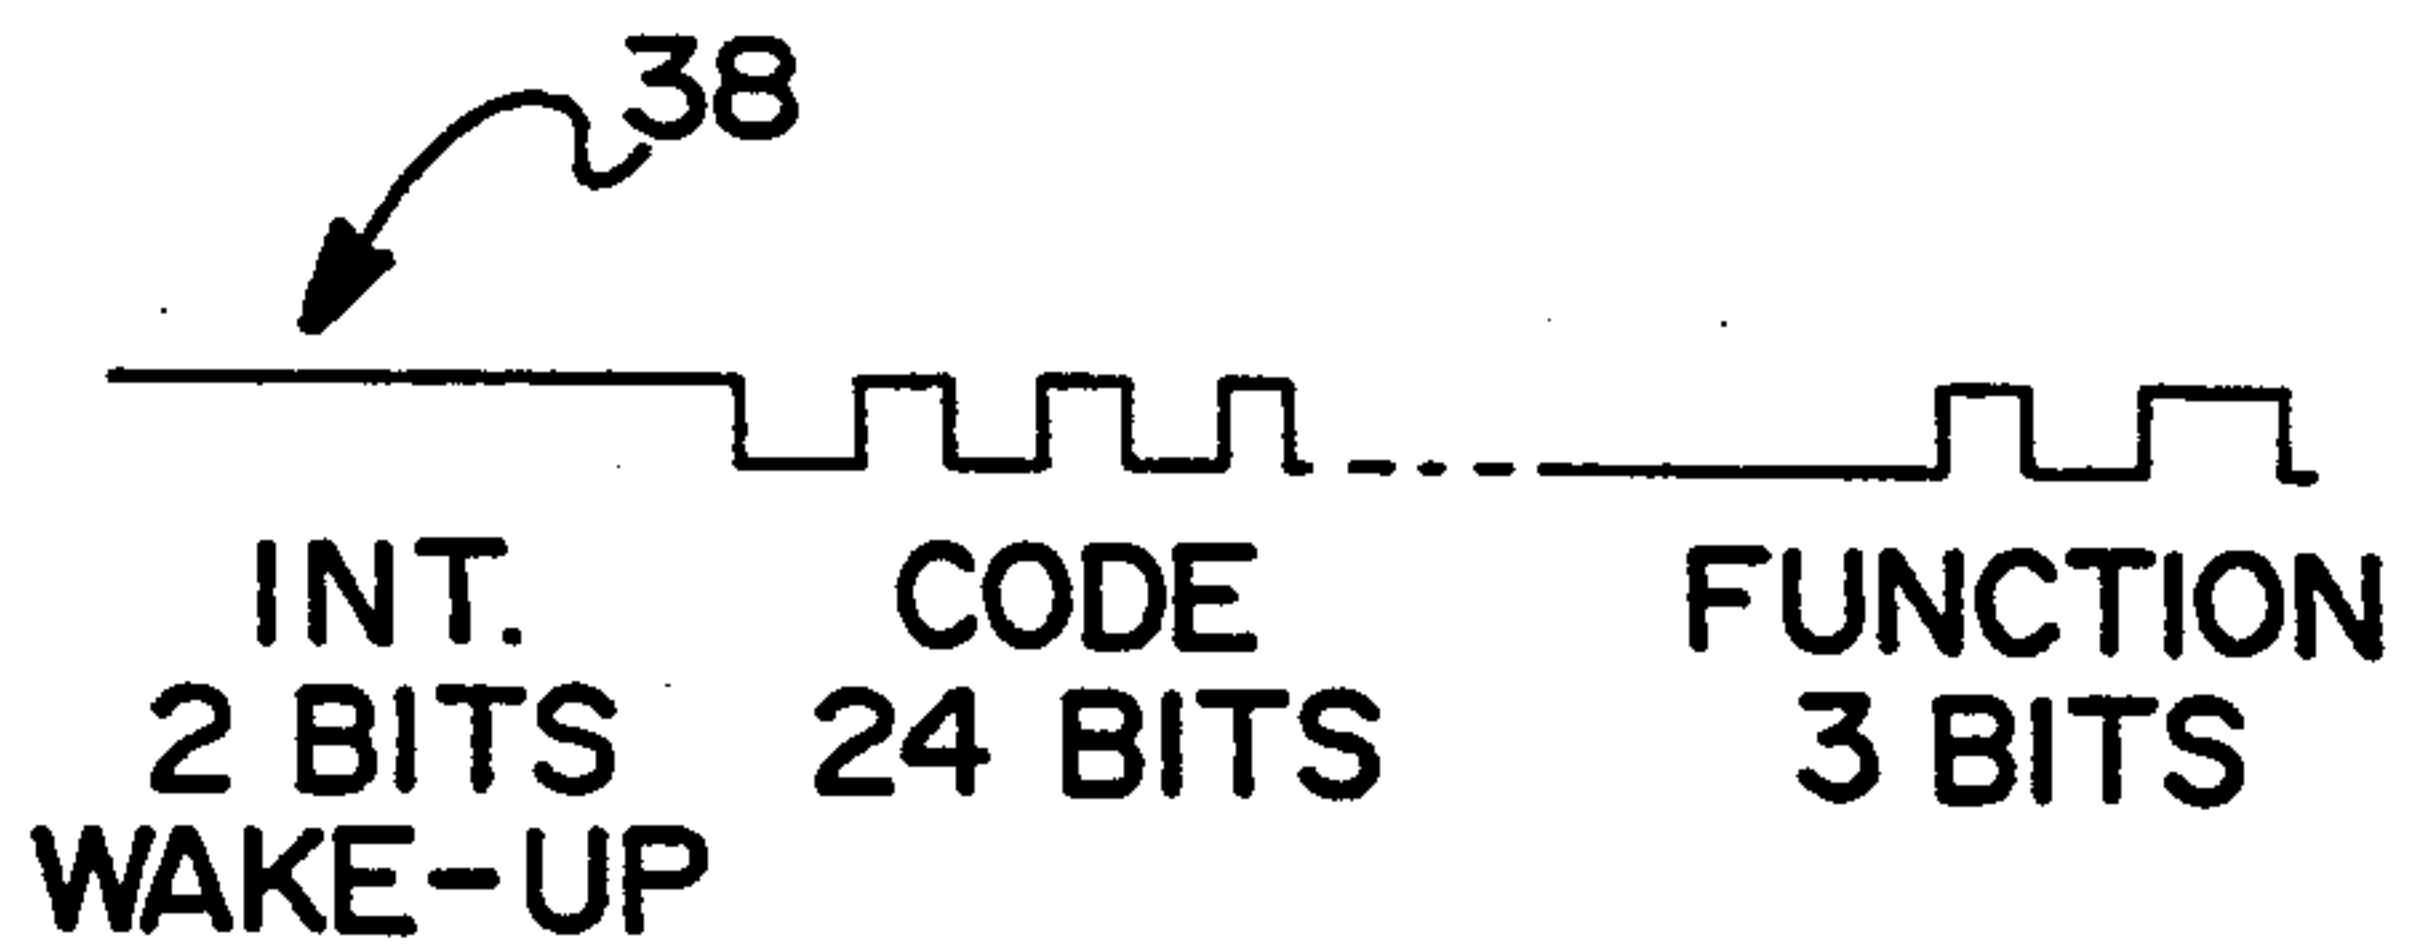 38
INT. CODE FUNCTION
2 BITS 24 BITS 3 BITS
WAKE-UP